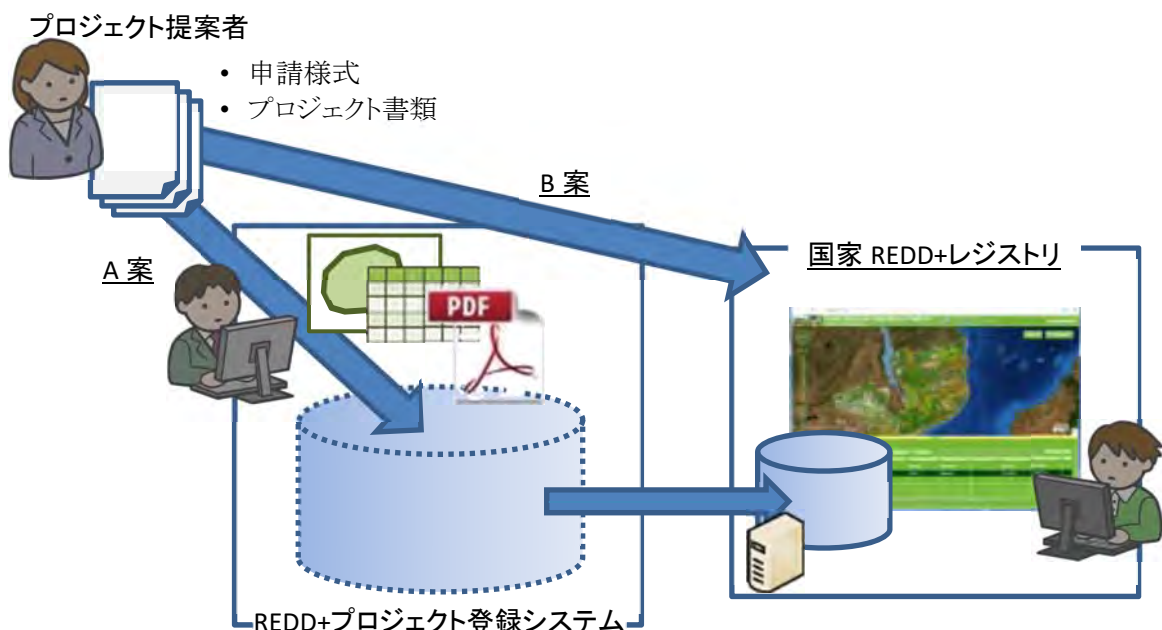 プロジェクト提案者
• 申請様式
• プロジェクト書類
B 案
A 案
国家 REDD+レジストリ
PDF
REDD+プロジェクト登録システム